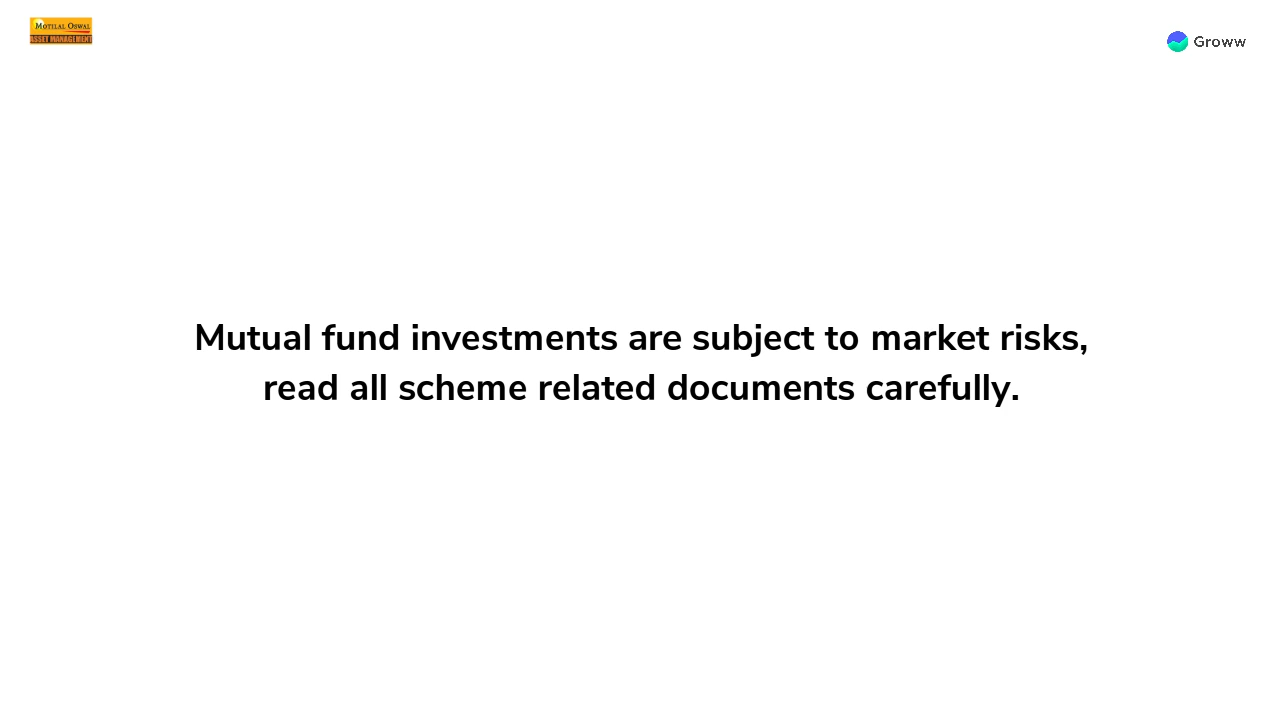 MOTILAL OSWAL
ASSET MANAGEMENT
Groww
Mutual fund investments are subject to market risks,
read all scheme related documents carefully.